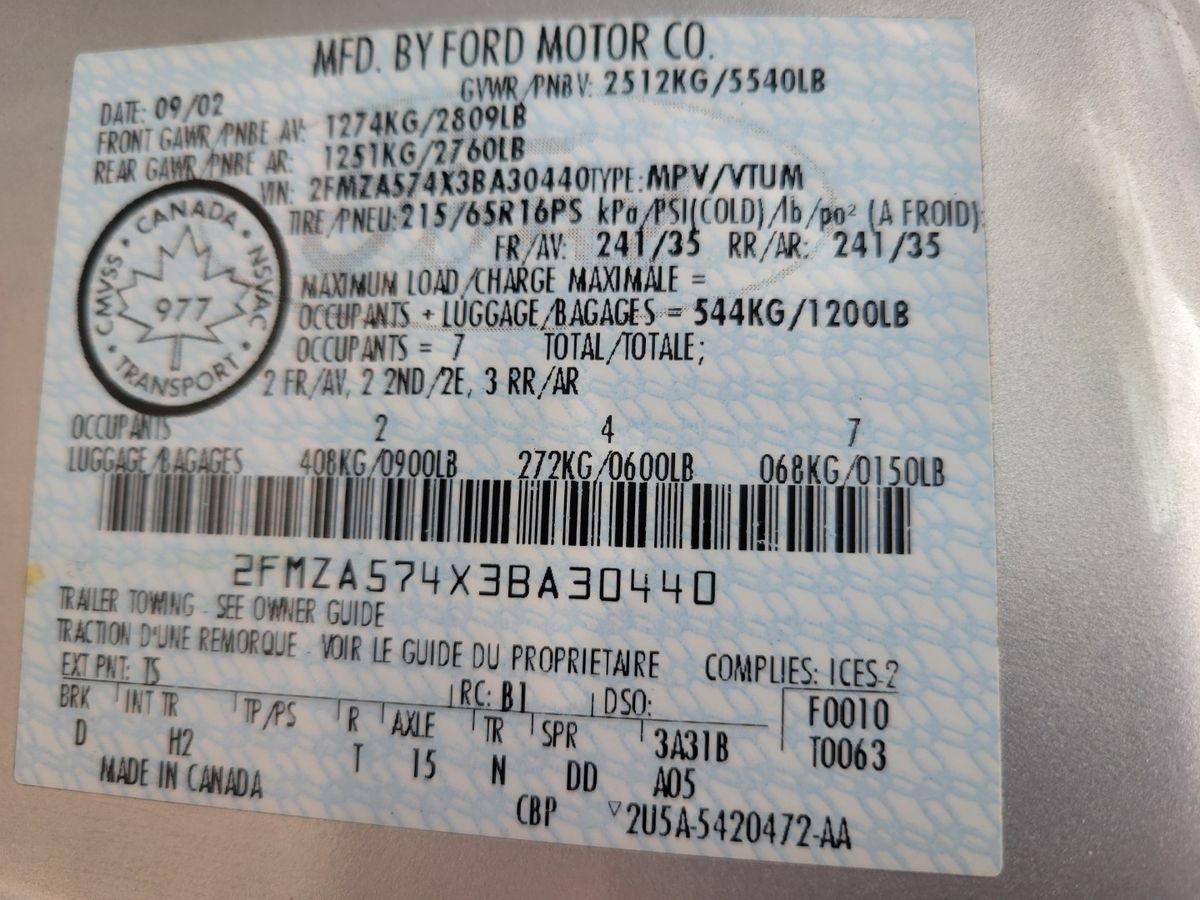 MFD. BY FORD MOTOR CO.
DATE: 09/02 GVWR/PNBV: 2512KG/5540LB
FRONT GAWR/PNBE AV: 1274KG/2809LB
REAR GAWR/PNBE AR: 1251KG/2760LB
VIN: 2FMZA574X3BA30440 TYPE: MPV/VTUM
TIRE/PNEU: 215/65R16PS kPa/PSI(COLD)/lb/po² (A FROID):
FR/AV: 241/35 RR/AR: 241/35
MAXIMUM LOAD/CHARGE MAXIMALE =
OCCUPANTS + LUGGAGE/BAGAGES = 544KG/1200LB
OCCUPANTS = 7 TOTAL/TOTALE;
2 FR/AV, 2 2ND/2E, 3 RR/AR
CANADA • NSVAC • TRANSPORT • CMVSS •
977
OCCUPANTS 2 4 7
LUGGAGE/BAGAGES 408KG/0900LB 272KG/0600LB 068KG/0150LB
2FMZA574X3BA30440
TRAILER TOWING - SEE OWNER GUIDE
TRACTION D'UNE REMORQUE - VOIR LE GUIDE DU PROPRIETAIRE COMPLIES: ICES-2
EXT PNT: TS RC: B1 DSO: F0010
BRK INT TR TP/PS R AXLE TR SPR 3A31B T0063
D H2 T 15 N DD A05
MADE IN CANADA CBP ▽2U5A-5420472-AA